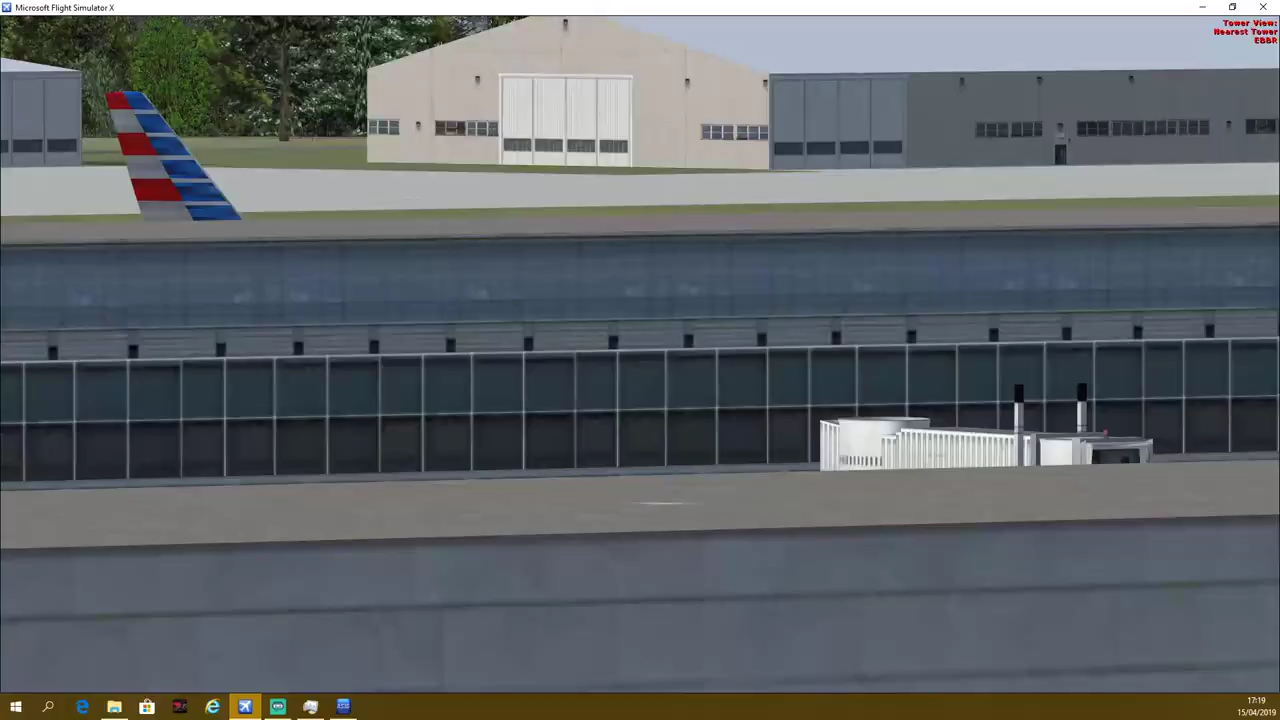 Microsoft Flight Simulator X
Tower View:
Nearest Tower
EBBR
17:19
15/04/2019